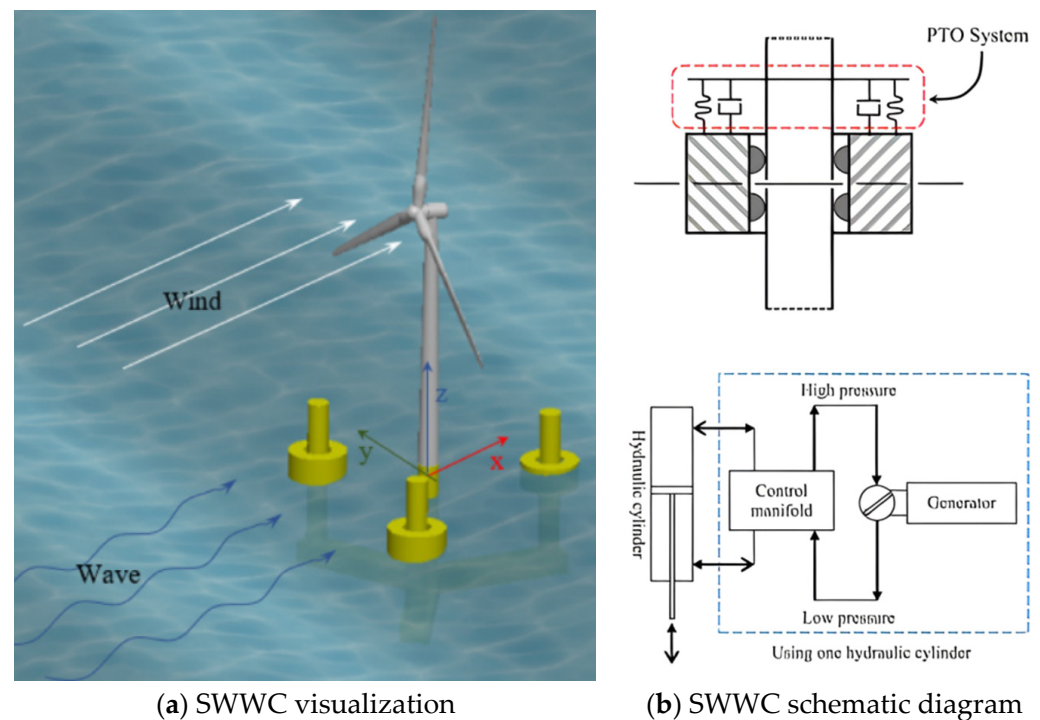 Wind
z
y
x
Wave
(a) SWWC visualization
PTO System
High pressure
Hydraulic cylinder
Control
manifold
Generator
Low pressure
Using one hydraulic cylinder
(b) SWWC schematic diagram